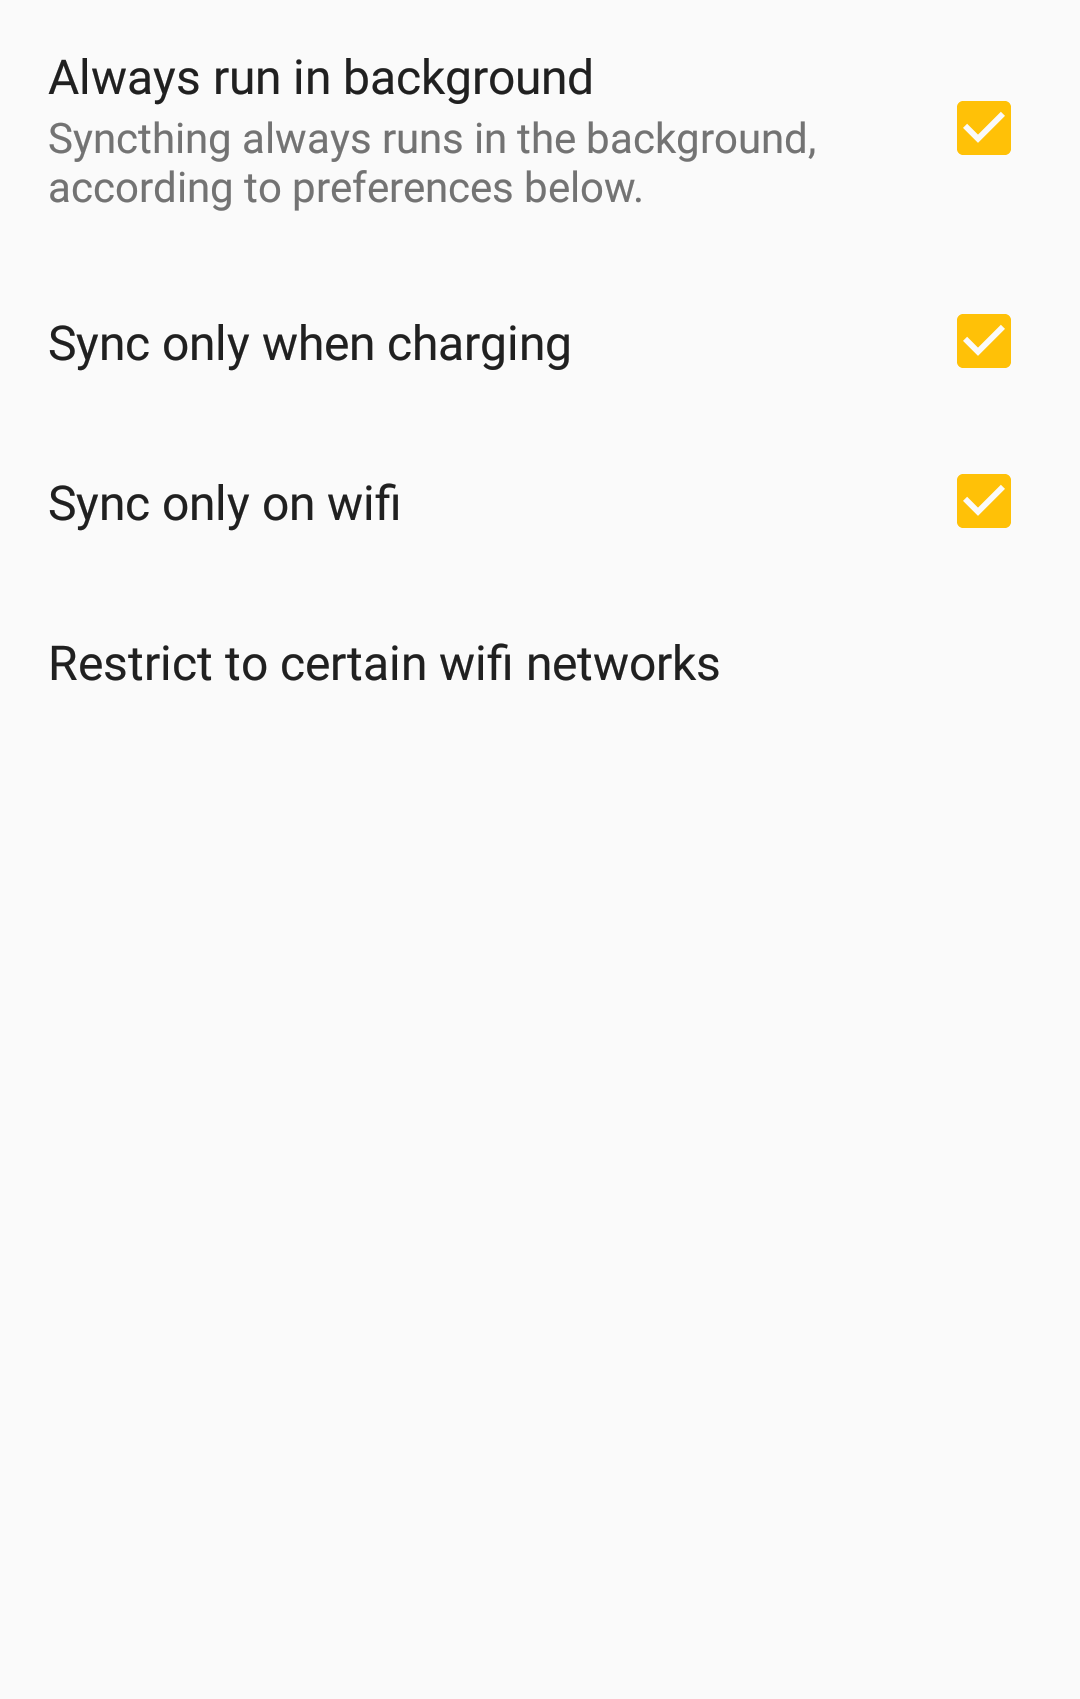 Always run in background
Syncthing always runs in the background,
according to preferences below.
Sync only when charging
Sync only on wifi
Restrict to certain wifi networks